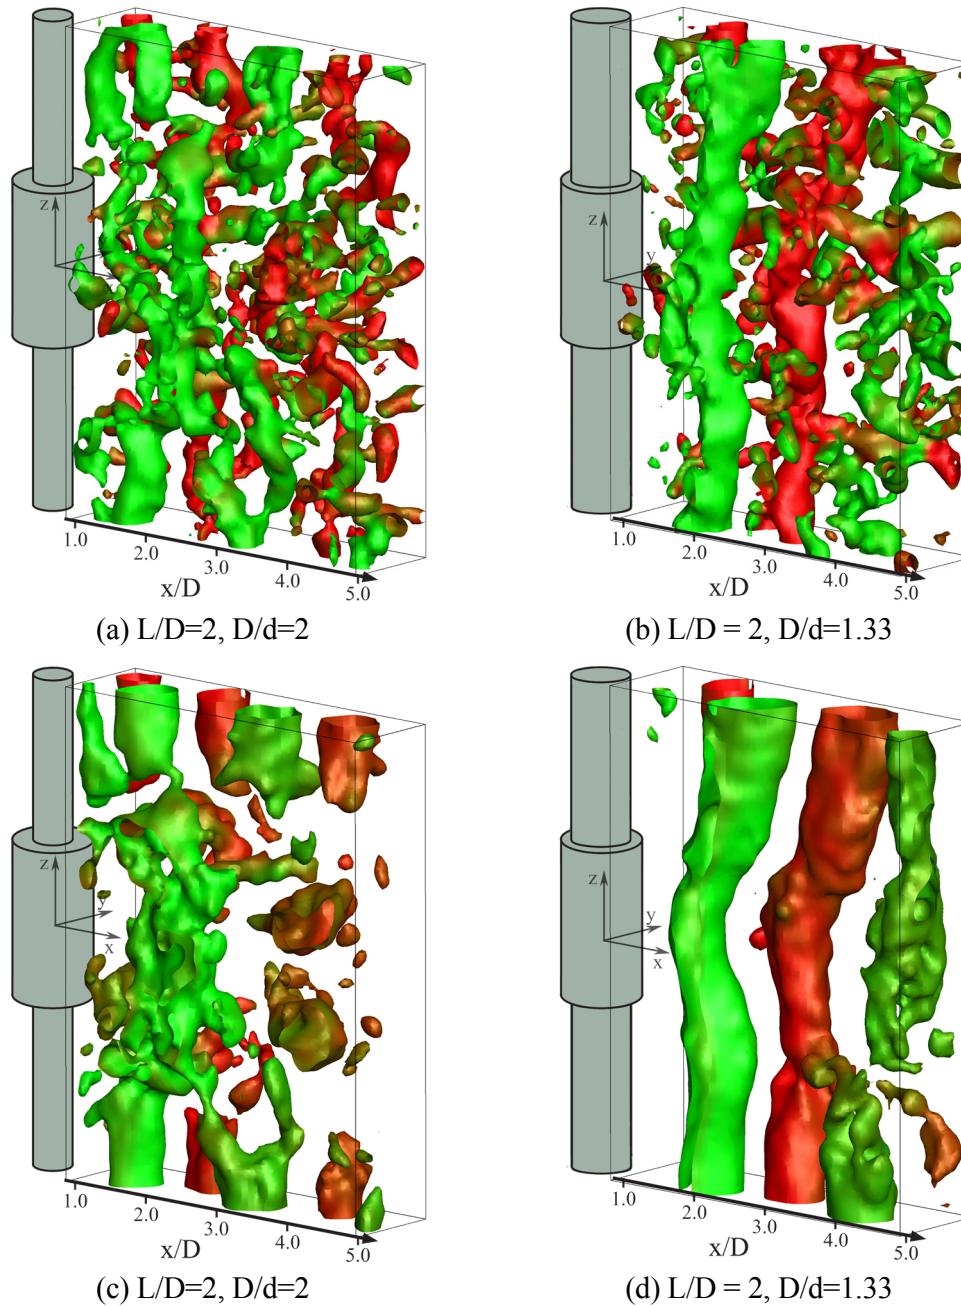 z
1.0
2.0
3.0
4.0
5.0
x/D
(a) L/D=2, D/d=2
z
y
1.0
2.0
3.0
4.0
5.0
x/D
(b) L/D = 2, D/d=1.33
z
y
x
1.0
2.0
3.0
4.0
5.0
x/D
(c) L/D=2, D/d=2
z
y
x
1.0
2.0
3.0
4.0
5.0
x/D
(d) L/D = 2, D/d=1.33